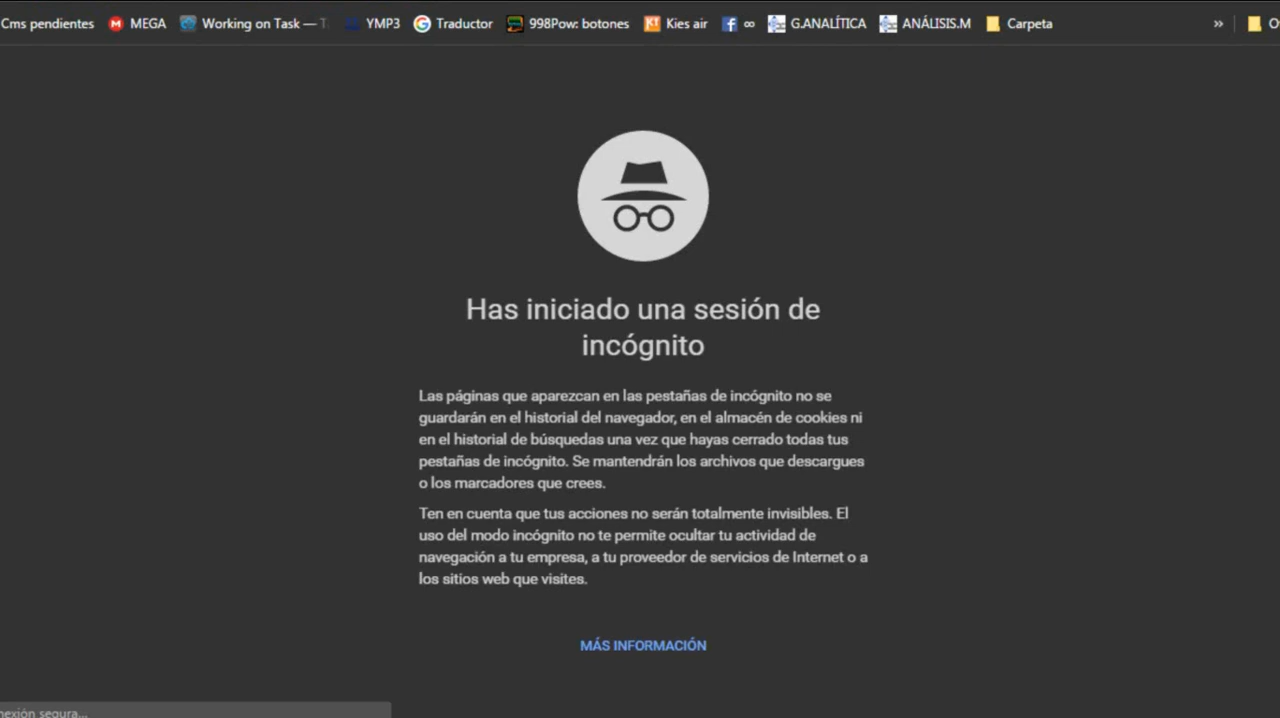 Cms pendientes MEGA Working on Task — YMP3 Traductor 998Pow: botones Kies air ∞ G.ANALÍTICA ANÁLISIS.M Carpeta »
Has iniciado una sesión de
incógnito
Las páginas que aparezcan en las pestañas de incógnito no se
guardarán en el historial del navegador, en el almacén de cookies ni
en el historial de búsquedas una vez que hayas cerrado todas tus
pestañas de incógnito. Se mantendrán los archivos que descargues
o los marcadores que crees.
Ten en cuenta que tus acciones no serán totalmente invisibles. El
uso del modo incógnito no te permite ocultar tu actividad de
navegación a tu empresa, a tu proveedor de servicios de Internet o a
los sitios web que visites.
MÁS INFORMACIÓN
nexión segura...